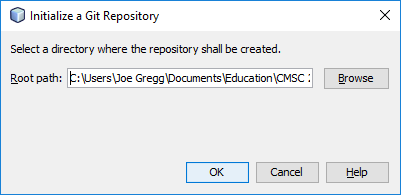 Initialize a Git Repository
Select a directory where the repository shall be created.
Root path: C:\Users\Joe Gregg\Documents\Education\CMSC Browse
OK Cancel Help